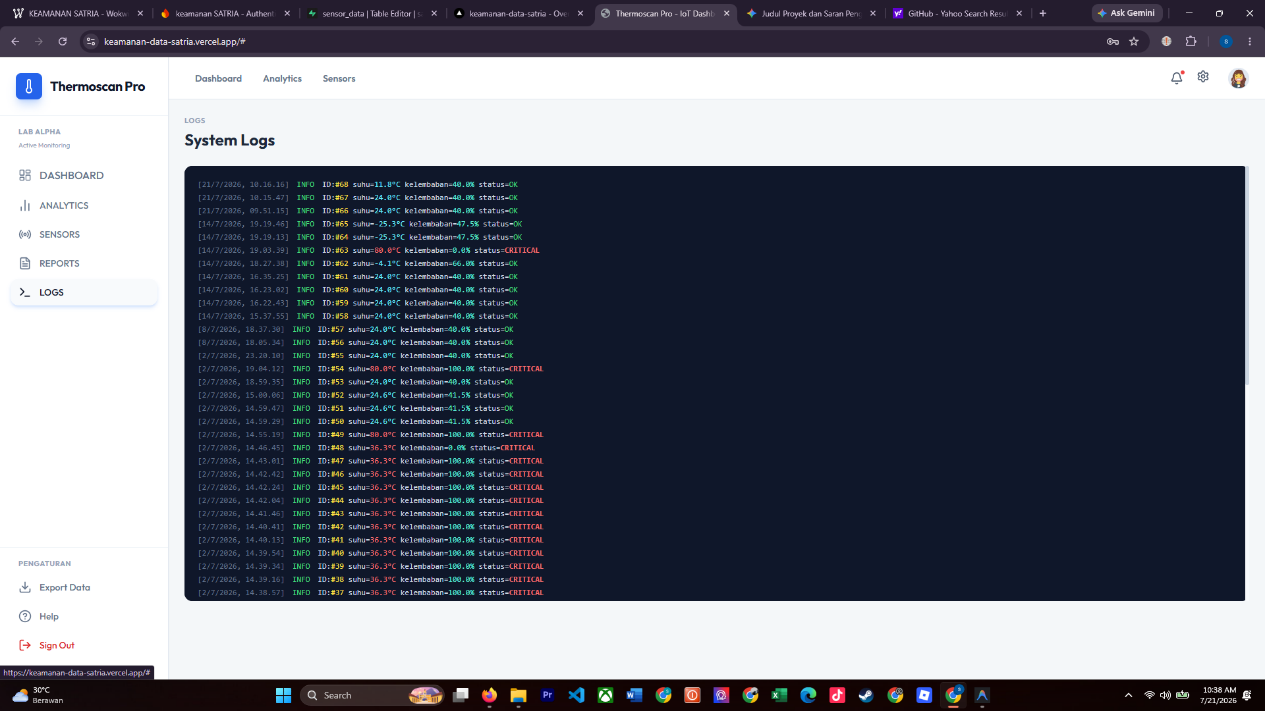 KEAMANAN SATRIA - Wokw
keamanan SATRIA - Authent
sensor_data | Table Editor | s
keamanan-data-satria - Ove
Thermoscan Pro - IoT Dashb
Judul Proyek dan Saran Pen
GitHub - Yahoo Search Resu
Ask Gemini
keamanan-data-satria.vercel.app/#
8
Thermoscan Pro
Dashboard
Analytics
Sensors
LAB ALPHA
Active Monitoring
DASHBOARD
ANALYTICS
SENSORS
REPORTS
LOGS
LOGS
System Logs
[21/7/2026, 10.16.16] INFO ID:#68 suhu=11.8°C kelembaban=40.0% status=OK
[21/7/2026, 10.15.47] INFO ID:#67 suhu=24.0°C kelembaban=40.0% status=OK
[21/7/2026, 09.51.15] INFO ID:#66 suhu=24.0°C kelembaban=40.0% status=OK
[14/7/2026, 19.19.46] INFO ID:#65 suhu=-25.3°C kelembaban=47.5% status=OK
[14/7/2026, 19.19.13] INFO ID:#64 suhu=-25.3°C kelembaban=47.5% status=OK
[14/7/2026, 19.03.39] INFO ID:#63 suhu=80.0°C kelembaban=0.0% status=CRITICAL
[14/7/2026, 18.27.38] INFO ID:#62 suhu=-4.1°C kelembaban=66.0% status=OK
[14/7/2026, 16.35.25] INFO ID:#61 suhu=24.0°C kelembaban=40.0% status=OK
[14/7/2026, 16.23.02] INFO ID:#60 suhu=24.0°C kelembaban=40.0% status=OK
[14/7/2026, 16.22.43] INFO ID:#59 suhu=24.0°C kelembaban=40.0% status=OK
[14/7/2026, 15.37.55] INFO ID:#58 suhu=24.0°C kelembaban=40.0% status=OK
[8/7/2026, 18.37.30] INFO ID:#57 suhu=24.0°C kelembaban=40.0% status=OK
[8/7/2026, 18.05.34] INFO ID:#56 suhu=24.0°C kelembaban=40.0% status=OK
[2/7/2026, 23.20.10] INFO ID:#55 suhu=24.0°C kelembaban=40.0% status=OK
[2/7/2026, 19.04.12] INFO ID:#54 suhu=80.0°C kelembaban=100.0% status=CRITICAL
[2/7/2026, 18.59.35] INFO ID:#53 suhu=24.0°C kelembaban=40.0% status=OK
[2/7/2026, 15.00.06] INFO ID:#52 suhu=24.6°C kelembaban=41.5% status=OK
[2/7/2026, 14.59.47] INFO ID:#51 suhu=24.6°C kelembaban=41.5% status=OK
[2/7/2026, 14.59.29] INFO ID:#50 suhu=24.6°C kelembaban=41.5% status=OK
[2/7/2026, 14.55.19] INFO ID:#49 suhu=80.0°C kelembaban=100.0% status=CRITICAL
[2/7/2026, 14.46.45] INFO ID:#48 suhu=36.3°C kelembaban=0.0% status=CRITICAL
[2/7/2026, 14.43.01] INFO ID:#47 suhu=36.3°C kelembaban=100.0% status=CRITICAL
[2/7/2026, 14.42.42] INFO ID:#46 suhu=36.3°C kelembaban=100.0% status=CRITICAL
[2/7/2026, 14.42.24] INFO ID:#45 suhu=36.3°C kelembaban=100.0% status=CRITICAL
[2/7/2026, 14.42.04] INFO ID:#44 suhu=36.3°C kelembaban=100.0% status=CRITICAL
[2/7/2026, 14.41.46] INFO ID:#43 suhu=36.3°C kelembaban=100.0% status=CRITICAL
[2/7/2026, 14.40.41] INFO ID:#42 suhu=36.3°C kelembaban=100.0% status=CRITICAL
[2/7/2026, 14.40.13] INFO ID:#41 suhu=36.3°C kelembaban=100.0% status=CRITICAL
[2/7/2026, 14.39.54] INFO ID:#40 suhu=36.3°C kelembaban=100.0% status=CRITICAL
[2/7/2026, 14.39.34] INFO ID:#39 suhu=36.3°C kelembaban=100.0% status=CRITICAL
[2/7/2026, 14.39.16] INFO ID:#38 suhu=36.3°C kelembaban=100.0% status=CRITICAL
[2/7/2026, 14.38.57] INFO ID:#37 suhu=36.3°C kelembaban=100.0% status=CRITICAL
PENGATURAN
Export Data
Help
Sign Out
https://keamanan-data-satria.vercel.app/#
30°C
Berawan
Search
10:38 AM
7/21/2026